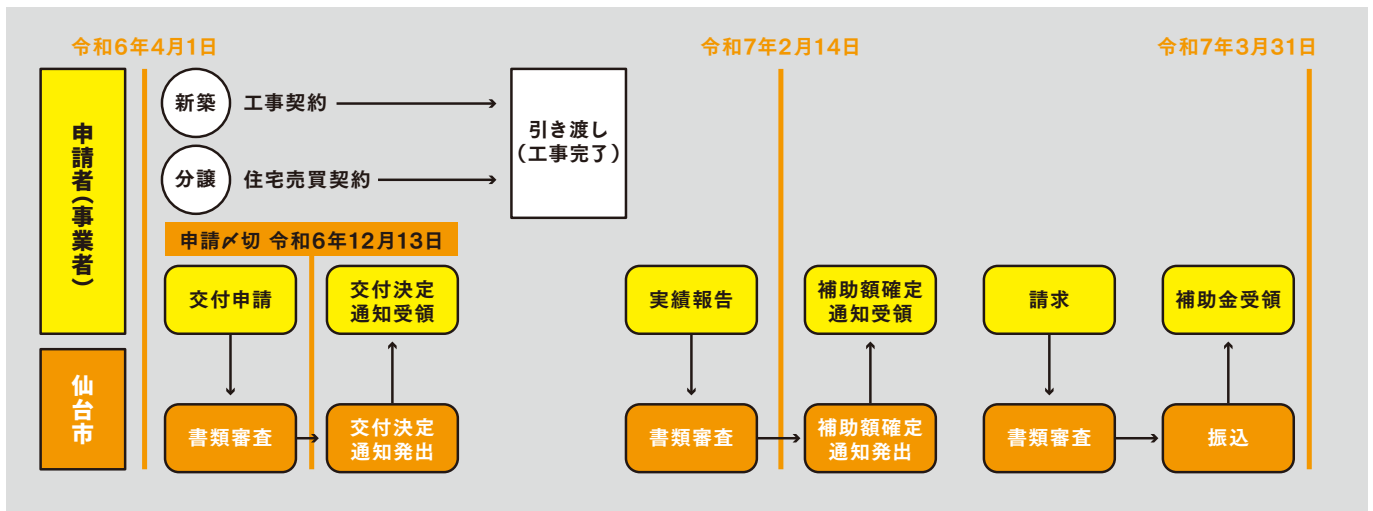 令和6年4月1日
令和7年2月14日
令和7年3月31日
申請者(事業者)
新築
工事契約
引き渡し
(工事完了)
分譲
住宅売買契約
申請〆切 令和6年12月13日
交付申請
交付決定
通知受領
実績報告
補助額確定
通知受領
請求
補助金受領
仙台市
書類審査
交付決定
通知発出
書類審査
補助額確定
通知発出
書類審査
振込